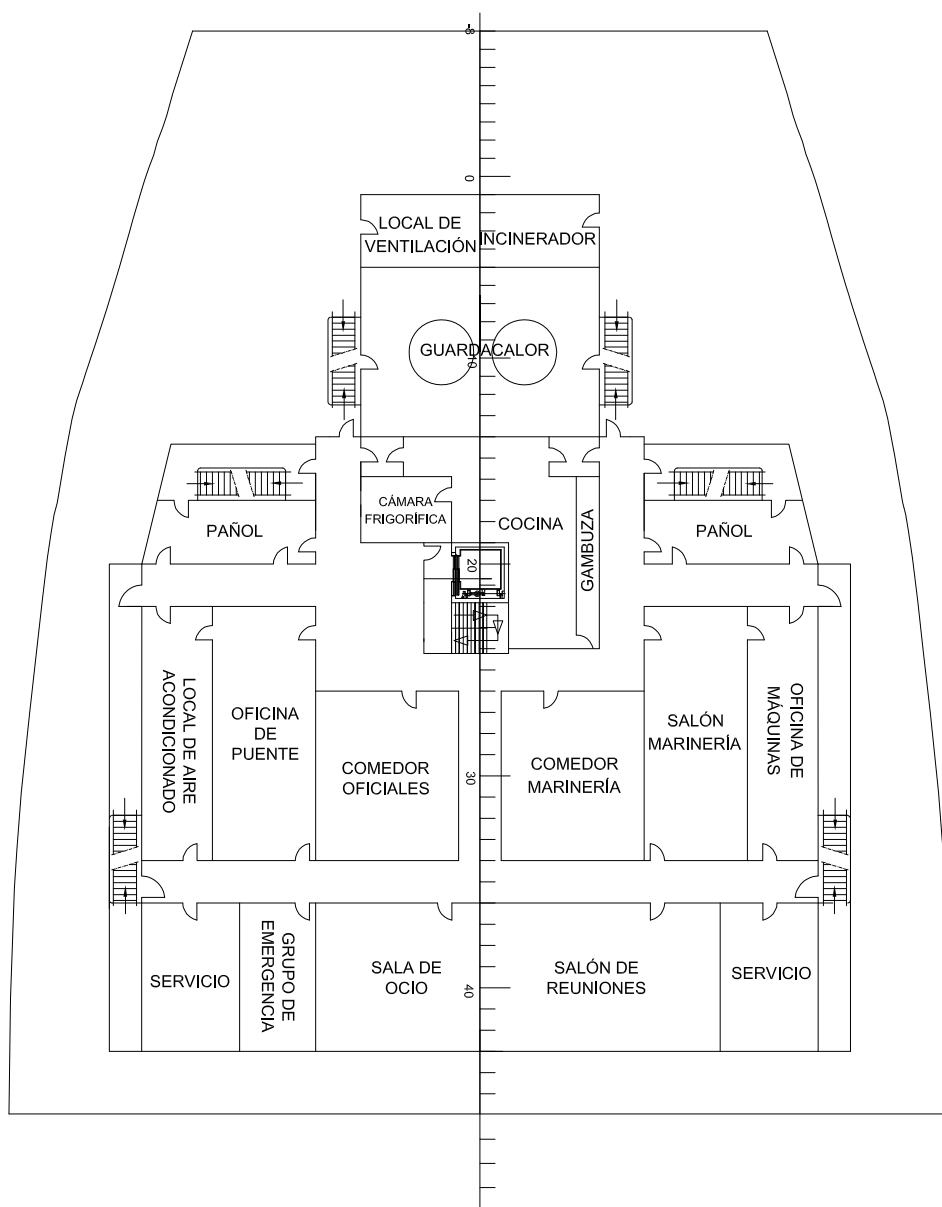 -8
0
LOCAL DE
VENTILACIÓN
INCINERADOR
GUARDACALOR
10
CÁMARA
FRIGORÍFICA
COCINA
GAMBUZA
PAÑOL
PAÑOL
20
LOCAL DE AIRE
ACONDICIONADO
OFICINA
DE
PUENTE
COMEDOR
OFICIALES
30
COMEDOR
MARINERÍA
SALÓN
MARINERÍA
OFICINA DE
MÁQUINAS
SERVICIO
GRUPO DE
EMERGENCIA
SALA DE
OCIO
40
SALÓN DE
REUNIONES
SERVICIO